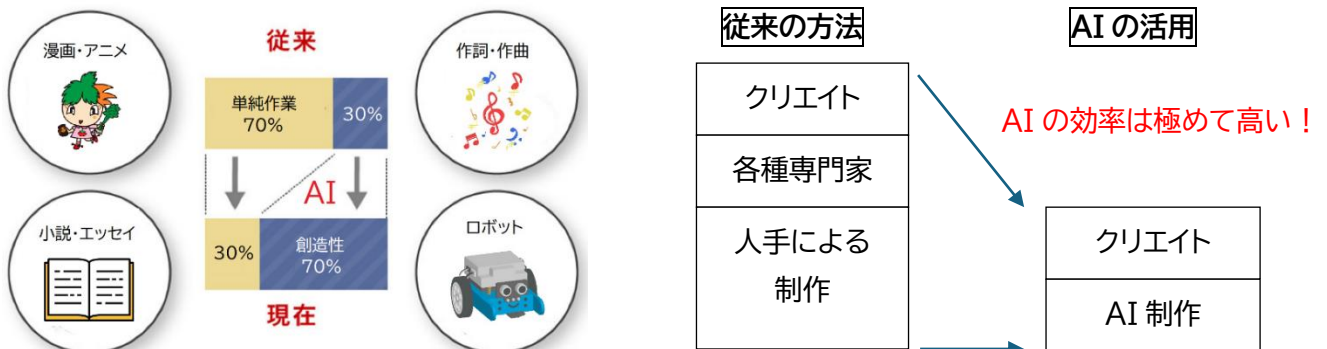 漫画・アニメ
従来
作詞・作曲
単純作業
70%
30%
AI
小説・エッセイ
30%
創造性
70%
ロボット
現在
従来の方法
クリエイト
各種専門家
人手による
制作
AI の活用
AI の効率は極めて高い！
クリエイト
AI 制作